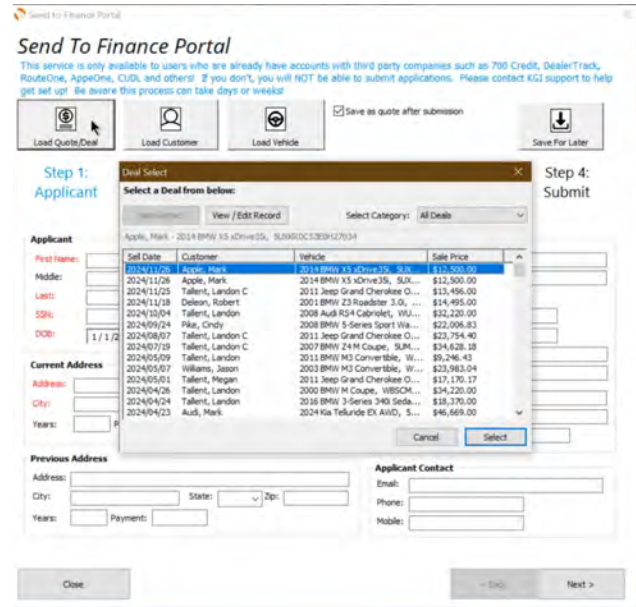 Send to Finance Portal
Send To Finance Portal
This service is only available to users who are already have accounts with third party companies such as 700 Credit, DealerTrack,
RouteOne, AppeOne, CUDL and others! If you don't, you will NOT be able to submit applications. Please contact KGI support to help
get set up! Be aware this process can take days or weeks!
Load Quote/Deal
Load Customer
Load Vehicle
Save as quote after submission
Save For Later
Step 1:
Applicant
Step 4:
Submit
Deal Select
Select a Deal from below:
View / Edit Record
Select Category: All Deals
Apple, Mark - 2014 BMW X5 xDrive35i,
Sell Date Customer Vehicle Sale Price
2024/11/26 Apple, Mark 2014 BMW X5 xDrive35i, 5UX... $12,500.00
2024/11/26 Apple, Mark 2014 BMW X5 xDrive35i, 5UX... $12,500.00
2024/11/25 Tallent, Landon C 2011 Jeep Grand Cherokee O... $13,456.00
2024/11/18 Deleon, Robert 2001 BMW Z3 Roadster 3.0i, ... $14,495.00
2024/10/04 Tallent, Landon 2008 Audi RS4 Cabriolet, WU... $32,220.00
2024/09/24 Pike, Cindy 2008 BMW 5-Series Sport Wa... $22,006.83
2024/08/07 Tallent, Landon C 2011 Jeep Grand Cherokee O... $23,754.40
2024/07/19 Tallent, Landon C 2007 BMW Z4 M Coupe, 5UM... $34,628.18
2024/05/09 Tallent, Landon 2011 BMW M3 Convertible, W... $9,246.43
2024/05/07 Williams, Jason 2003 BMW M3 Convertible, W... $23,983.04
2024/05/01 Tallent, Megan 2011 Jeep Grand Cherokee O... $17,170.17
2024/04/26 Tallent, Landon 2000 BMW M Coupe, WBSCM... $34,220.00
2024/04/24 Tallent, Landon 2016 BMW 3-Series 340i Seda... $18,370.00
2024/04/23 Audi, Mark 2024 Kia Telluride EX AWD, 5... $46,669.00
Cancel
Select
Applicant
First Name:
Middle:
Last:
SSN:
DOB: 1/1/2
Current Address
Address:
City:
Years: P
Previous Address
Address:
City: State: Zip:
Years: Payment:
Applicant Contact
Email:
Phone:
Mobile:
Close
< Back
Next >